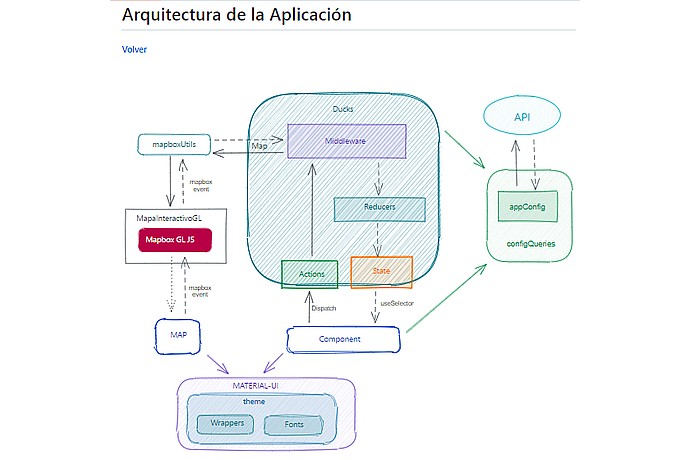 Arquitectura de la Aplicación
Volver
Ducks
API
Middleware
mapboxUtils
Map
mapbox
event
appConfig
Reducers
MapaInteractivoGL
Mapbox GL JS
configQueries
Actions
State
mapbox
event
Dispatch
useSelector
MAP
Component
MATERIAL-UI
theme
Wrappers
Fonts